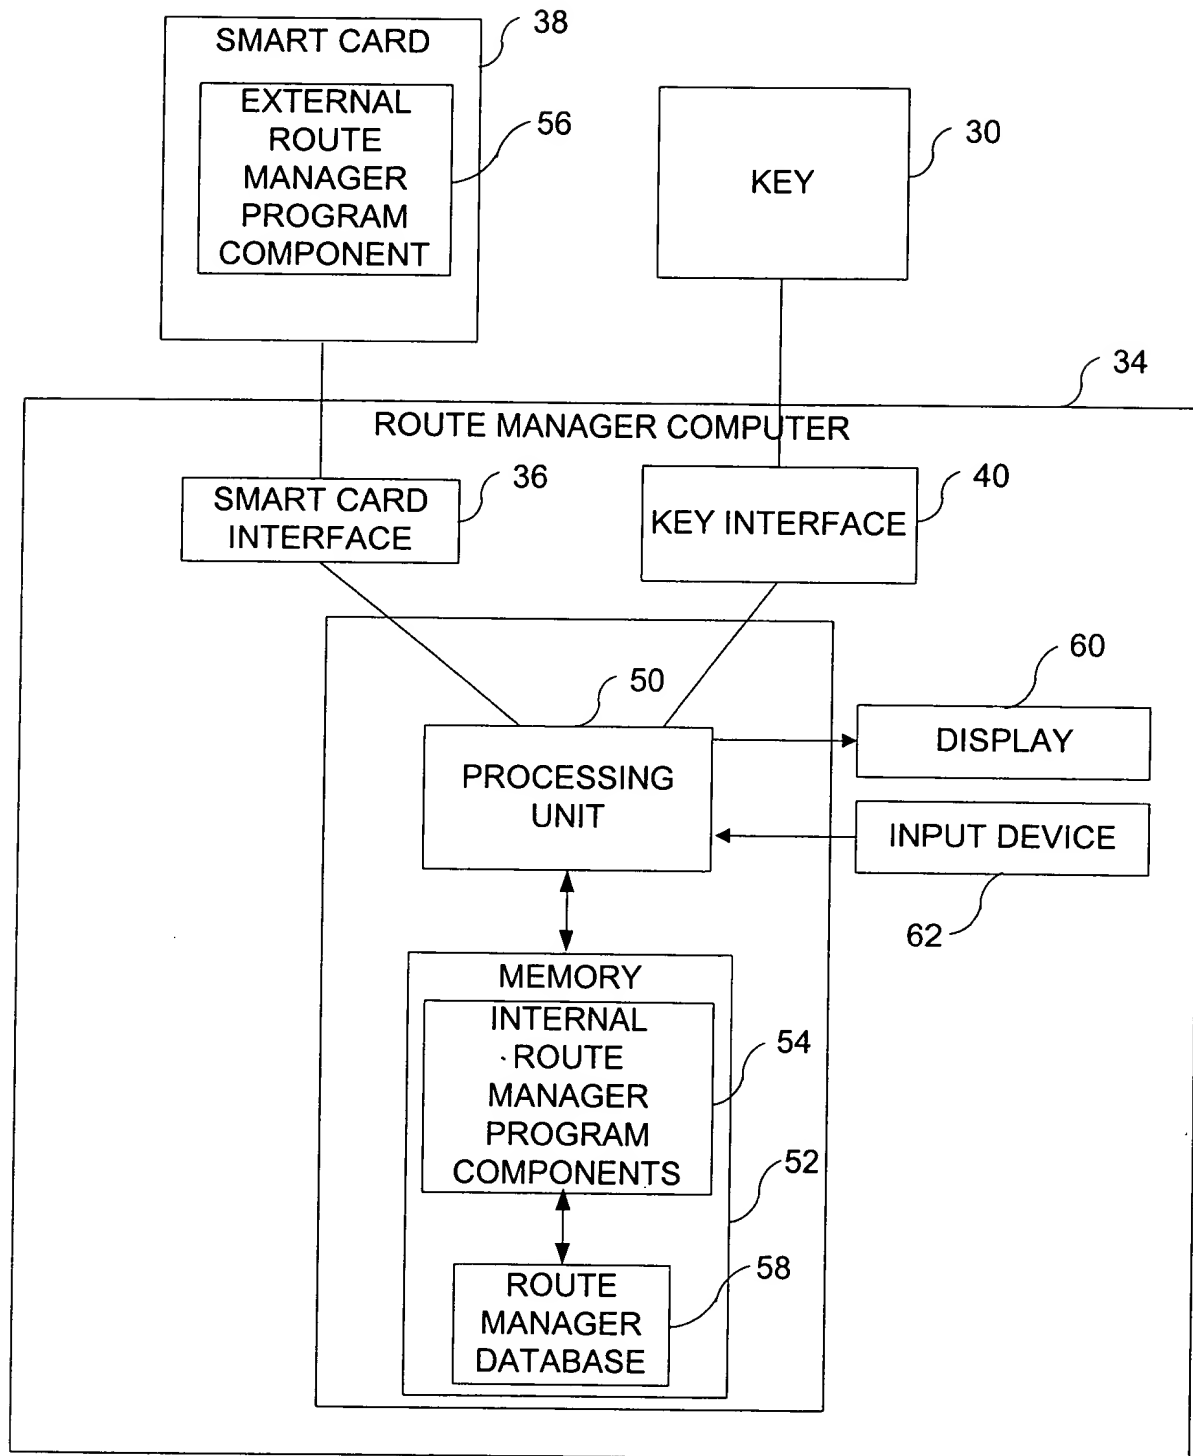 SMART CARD
38
EXTERNAL
ROUTE
MANAGER
PROGRAM
COMPONENT
56
KEY
30
34
ROUTE MANAGER COMPUTER
SMART CARD
INTERFACE
36
KEY INTERFACE
40
50
PROCESSING
UNIT
60
DISPLAY
INPUT DEVICE
62
MEMORY
INTERNAL
ROUTE
MANAGER
PROGRAM
COMPONENTS
54
52
ROUTE
MANAGER
DATABASE
58